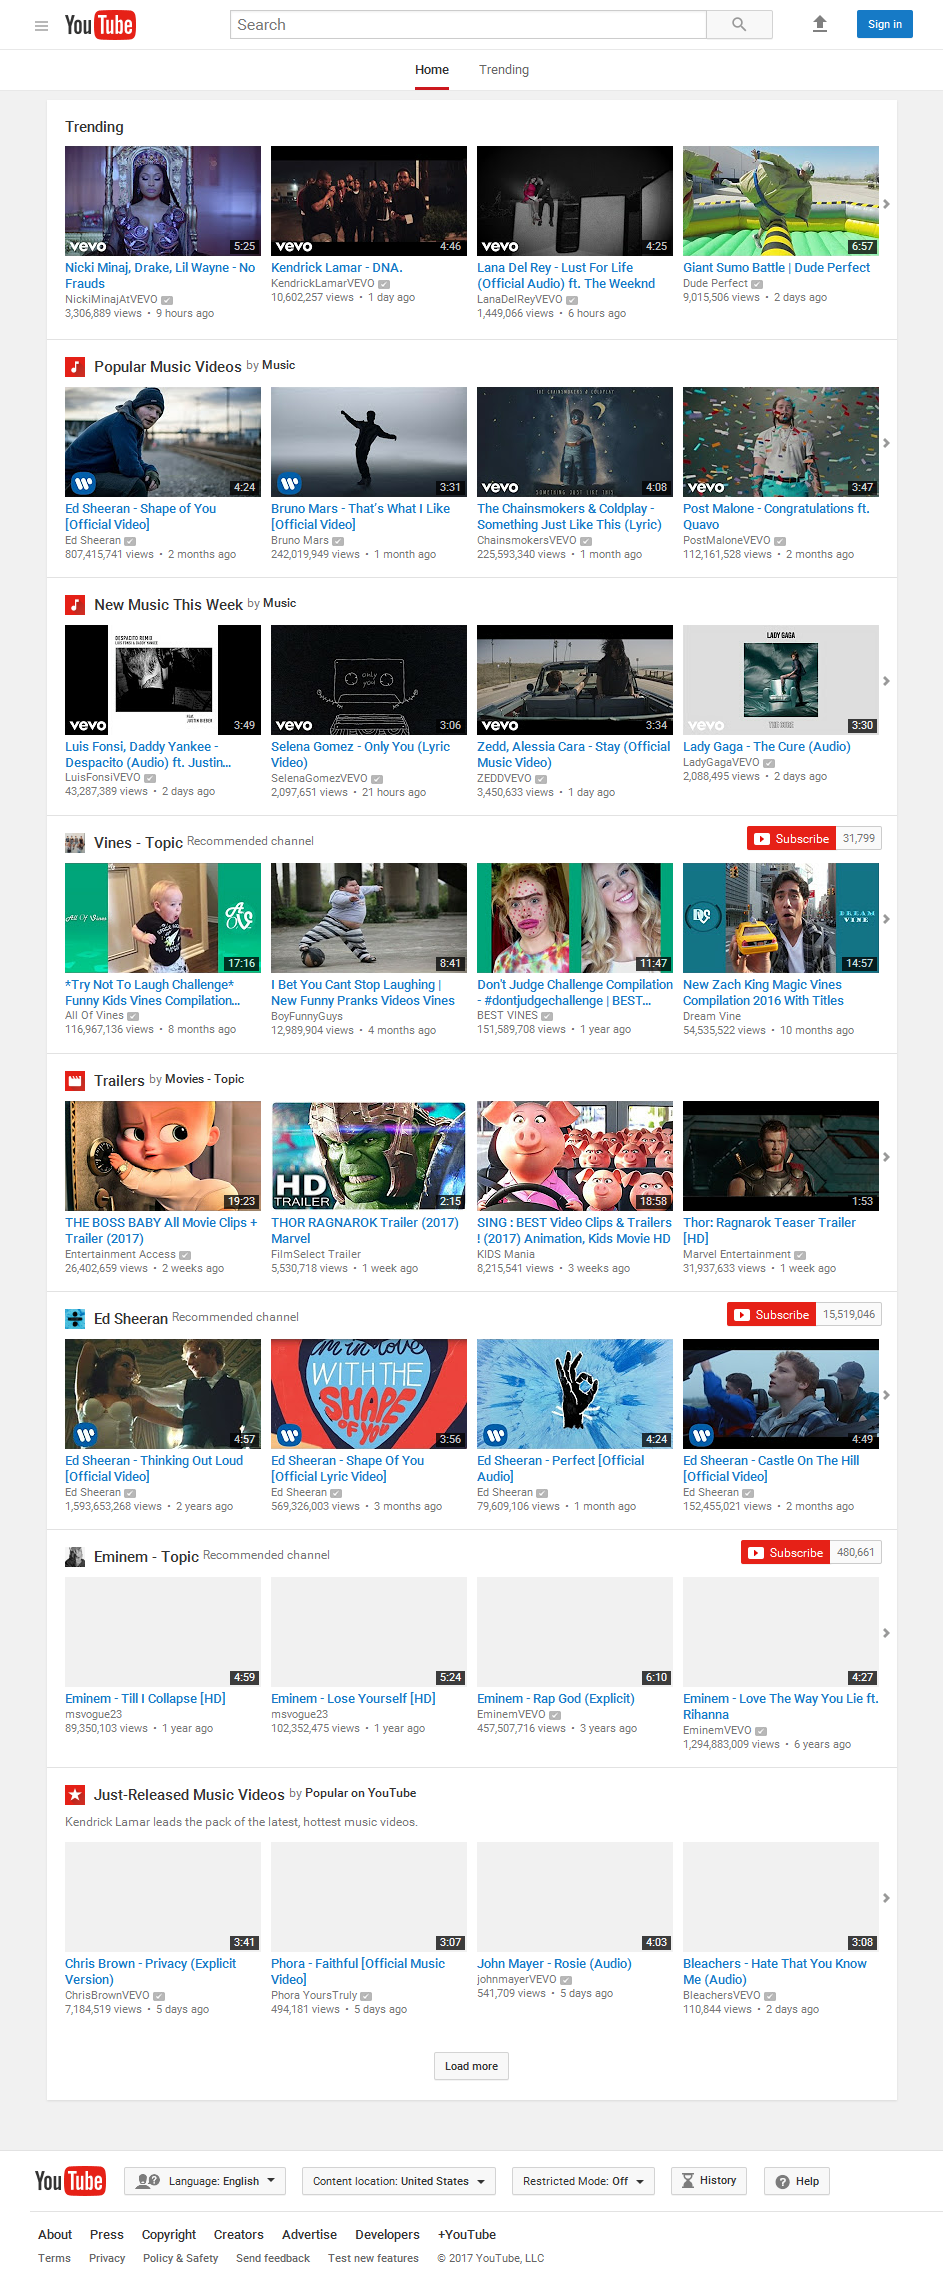 YouTube
Search
Sign in
Home
Trending
Trending
vevo
5:25
vevo
4:46
vevo
4:25
6:57
Nicki Minaj, Drake, Lil Wayne - No
Frauds
NickiMinajAtVEVO
3,306,889 views • 9 hours ago
Kendrick Lamar - DNA.
KendrickLamarVEVO
10,602,257 views • 1 day ago
Lana Del Rey - Lust For Life
(Official Audio) ft. The Weeknd
LanaDelReyVEVO
1,449,066 views • 6 hours ago
Giant Sumo Battle | Dude Perfect
Dude Perfect
9,015,506 views • 2 days ago
Popular Music Videos by Music
4:24
3:31
THE CHAINSMOKERS & COLDPLAY
SOMETHING JUST LIKE THIS
vevo
4:08
vevo
3:47
Ed Sheeran - Shape of You
[Official Video]
Ed Sheeran
807,415,741 views • 2 months ago
Bruno Mars - That's What I Like
[Official Video]
Bruno Mars
242,019,949 views • 1 month ago
The Chainsmokers & Coldplay -
Something Just Like This (Lyric)
ChainsmokersVEVO
225,593,340 views • 1 month ago
Post Malone - Congratulations ft.
Quavo
PostMaloneVEVO
112,161,528 views • 2 months ago
New Music This Week by Music
DESPACITO REMIX
LUIS FONSI & DADDY YANKEE
FEAT.
JUSTIN BIEBER
vevo
3:49
only
you
vevo
3:06
vevo
3:34
LADY GAGA
THE CURE
vevo
3:30
Luis Fonsi, Daddy Yankee -
Despacito (Audio) ft. Justin...
LuisFonsiVEVO
43,287,389 views • 2 days ago
Selena Gomez - Only You (Lyric
Video)
SelenaGomezVEVO
2,097,651 views • 21 hours ago
Zedd, Alessia Cara - Stay (Official
Music Video)
ZEDDVEVO
3,450,633 views • 1 day ago
Lady Gaga - The Cure (Audio)
LadyGagaVEVO
2,088,495 views • 2 days ago
Vines - Topic Recommended channel
Subscribe 31,799
All Of Vines
17:16
8:41
11:47
DREAM
VINE
14:57
*Try Not To Laugh Challenge*
Funny Kids Vines Compilation...
All Of Vines
116,967,136 views • 8 months ago
I Bet You Cant Stop Laughing |
New Funny Pranks Videos Vines
BoyFunnyGuys
12,989,904 views • 4 months ago
Don't Judge Challenge Compilation
- #dontjudgechallenge | BEST...
BEST VINES
151,589,708 views • 1 year ago
New Zach King Magic Vines
Compilation 2016 With Titles
Dream Vine
54,535,522 views • 10 months ago
Trailers by Movies - Topic
19:23
HD
TRAILER
2:15
18:58
1:53
THE BOSS BABY All Movie Clips +
Trailer (2017)
Entertainment Access
26,402,659 views • 2 weeks ago
THOR RAGNAROK Trailer (2017)
Marvel
FilmSelect Trailer
5,530,718 views • 1 week ago
SING : BEST Video Clips & Trailers
! (2017) Animation, Kids Movie HD
KIDS Mania
8,215,541 views • 3 weeks ago
Thor: Ragnarok Teaser Trailer
[HD]
Marvel Entertainment
31,937,633 views • 1 week ago
Ed Sheeran Recommended channel
Subscribe 15,519,046
4:57
I'm in love
WITH THE
SHAPE
OF YOU
3:56
4:24
4:49
Ed Sheeran - Thinking Out Loud
[Official Video]
Ed Sheeran
1,593,653,268 views • 2 years ago
Ed Sheeran - Shape Of You
[Official Lyric Video]
Ed Sheeran
569,326,003 views • 3 months ago
Ed Sheeran - Perfect [Official
Audio]
Ed Sheeran
79,609,106 views • 1 month ago
Ed Sheeran - Castle On The Hill
[Official Video]
Ed Sheeran
152,455,021 views • 2 months ago
Eminem - Topic Recommended channel
Subscribe 480,661
4:59
5:24
6:10
4:27
Eminem - Till I Collapse [HD]
msvogue23
89,350,103 views • 1 year ago
Eminem - Lose Yourself [HD]
msvogue23
102,352,475 views • 1 year ago
Eminem - Rap God (Explicit)
EminemVEVO
457,507,716 views • 3 years ago
Eminem - Love The Way You Lie ft.
Rihanna
EminemVEVO
1,294,883,009 views • 6 years ago
Just-Released Music Videos by Popular on YouTube
Kendrick Lamar leads the pack of the latest, hottest music videos.
3:41
3:07
4:03
3:08
Chris Brown - Privacy (Explicit
Version)
ChrisBrownVEVO
7,184,519 views • 5 days ago
Phora - Faithful [Official Music
Video]
Phora YoursTruly
494,181 views • 5 days ago
John Mayer - Rosie (Audio)
johnmayerVEVO
541,709 views • 5 days ago
Bleachers - Hate That You Know
Me (Audio)
BleachersVEVO
110,844 views • 2 days ago
Load more
YouTube
Language: English
Content location: United States
Restricted Mode: Off
History
Help
About Press Copyright Creators Advertise Developers +YouTube
Terms Privacy Policy & Safety Send feedback Test new features © 2017 YouTube, LLC